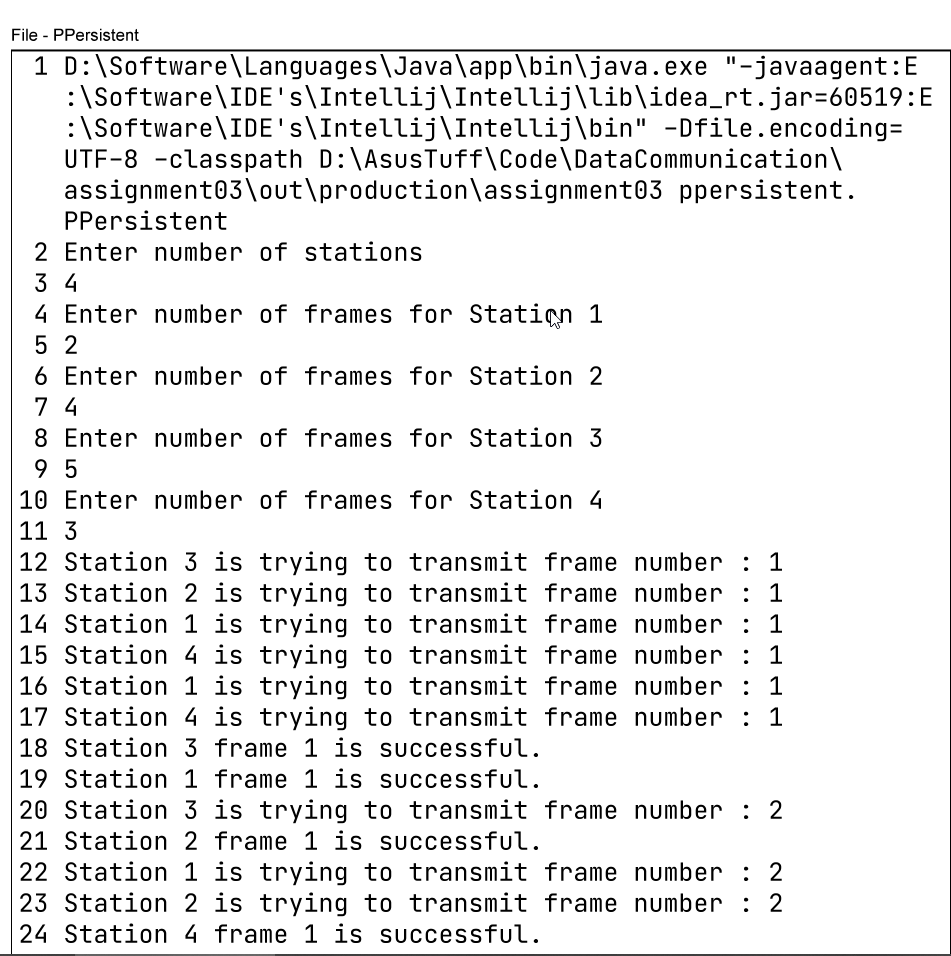 File - PPersistent
1 D:\Software\Languages\Java\app\bin\java.exe "-javaagent:E
:\Software\IDE's\Intellij\Intellij\lib\idea_rt.jar=60519:E
:\Software\IDE's\Intellij\Intellij\bin" -Dfile.encoding=
UTF-8 -classpath D:\AsusTuff\Code\DataCommunication\
assignment03\out\production\assignment03 ppersistent.
PPersistent
2 Enter number of stations
3 4
4 Enter number of frames for Station 1
5 2
6 Enter number of frames for Station 2
7 4
8 Enter number of frames for Station 3
9 5
10 Enter number of frames for Station 4
11 3
12 Station 3 is trying to transmit frame number : 1
13 Station 2 is trying to transmit frame number : 1
14 Station 1 is trying to transmit frame number : 1
15 Station 4 is trying to transmit frame number : 1
16 Station 1 is trying to transmit frame number : 1
17 Station 4 is trying to transmit frame number : 1
18 Station 3 frame 1 is successful.
19 Station 1 frame 1 is successful.
20 Station 3 is trying to transmit frame number : 2
21 Station 2 frame 1 is successful.
22 Station 1 is trying to transmit frame number : 2
23 Station 2 is trying to transmit frame number : 2
24 Station 4 frame 1 is successful.